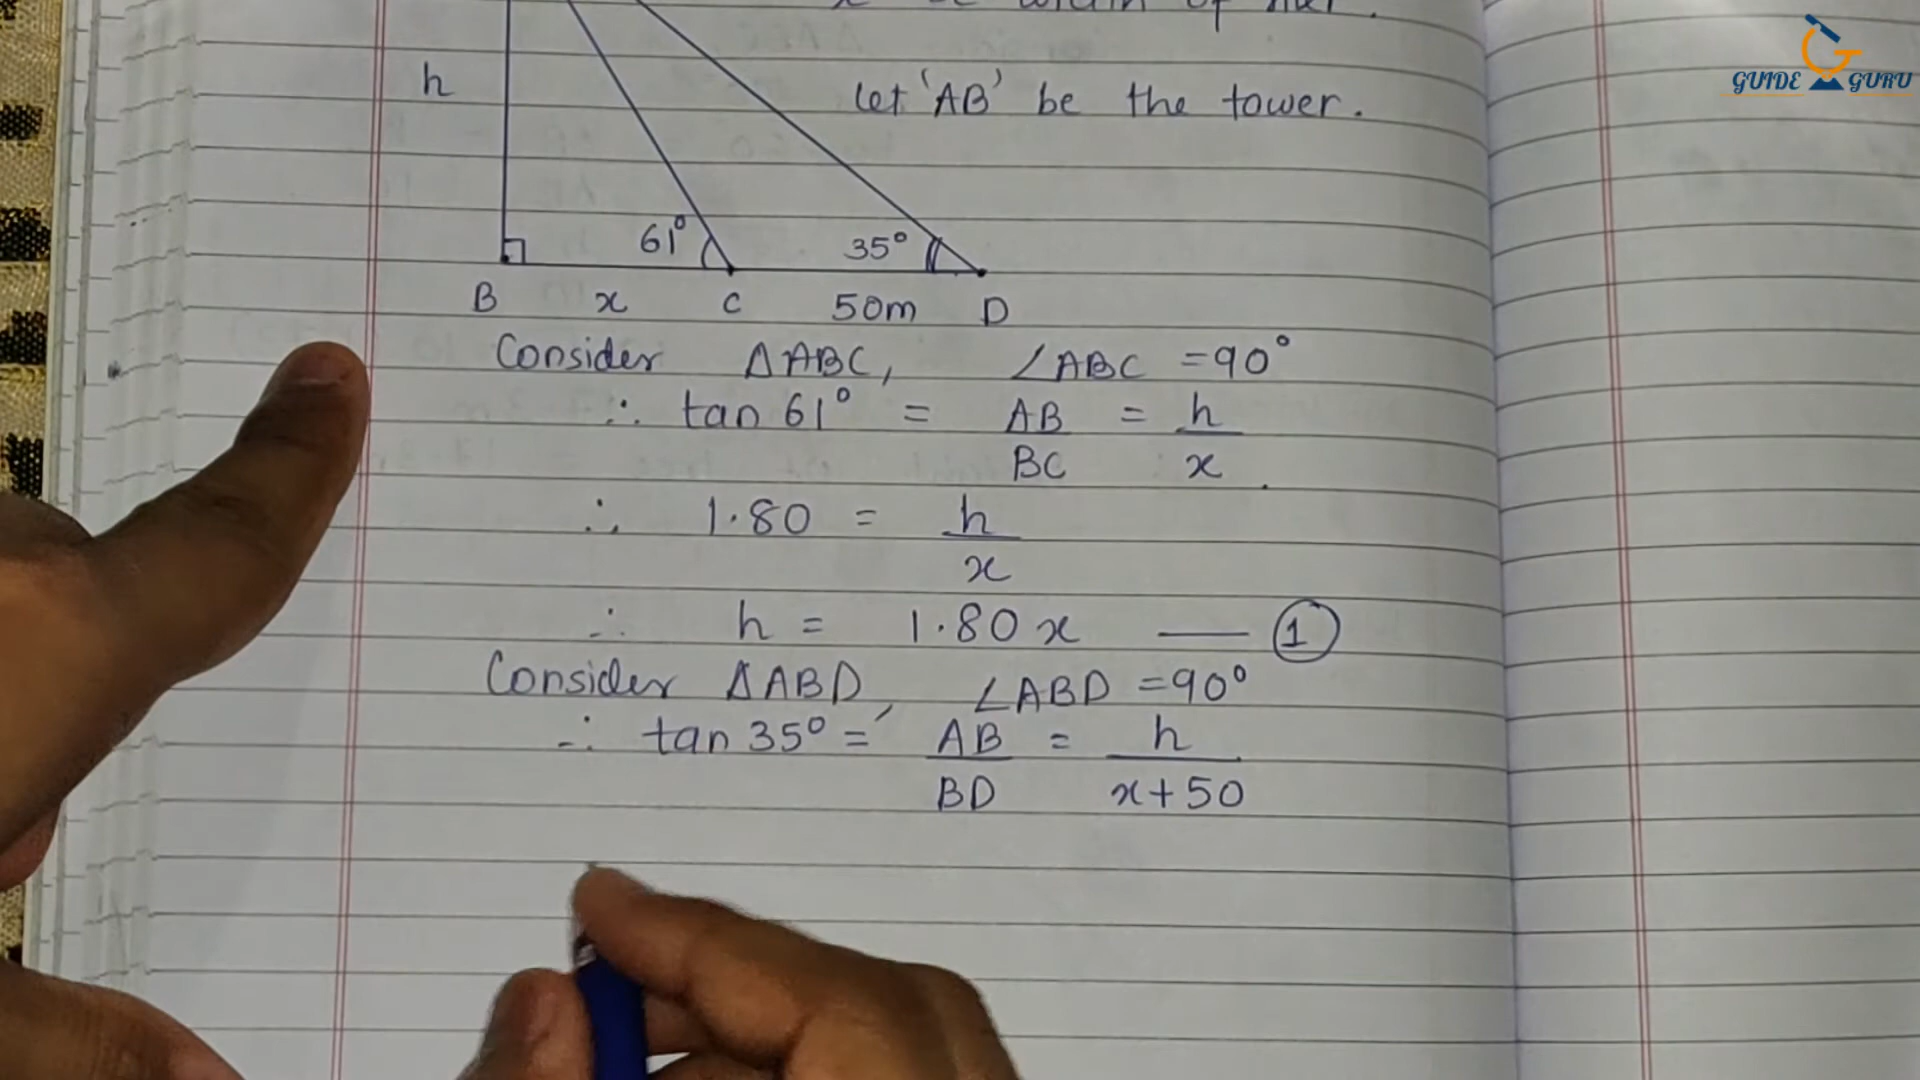 of
h
let 'AB' be the tower.
GUIDE GURU
61° 35°
B x C 50m D
Consider ΔABC, ∠ABC = 90°
∴ tan 61° = AB/BC = h/x.
∴ 1.80 = h/x
∴ h = 1.80x — 1
Consider ΔABD, ∠ABD = 90°
∴ tan 35° = AB/BD = h/x+50